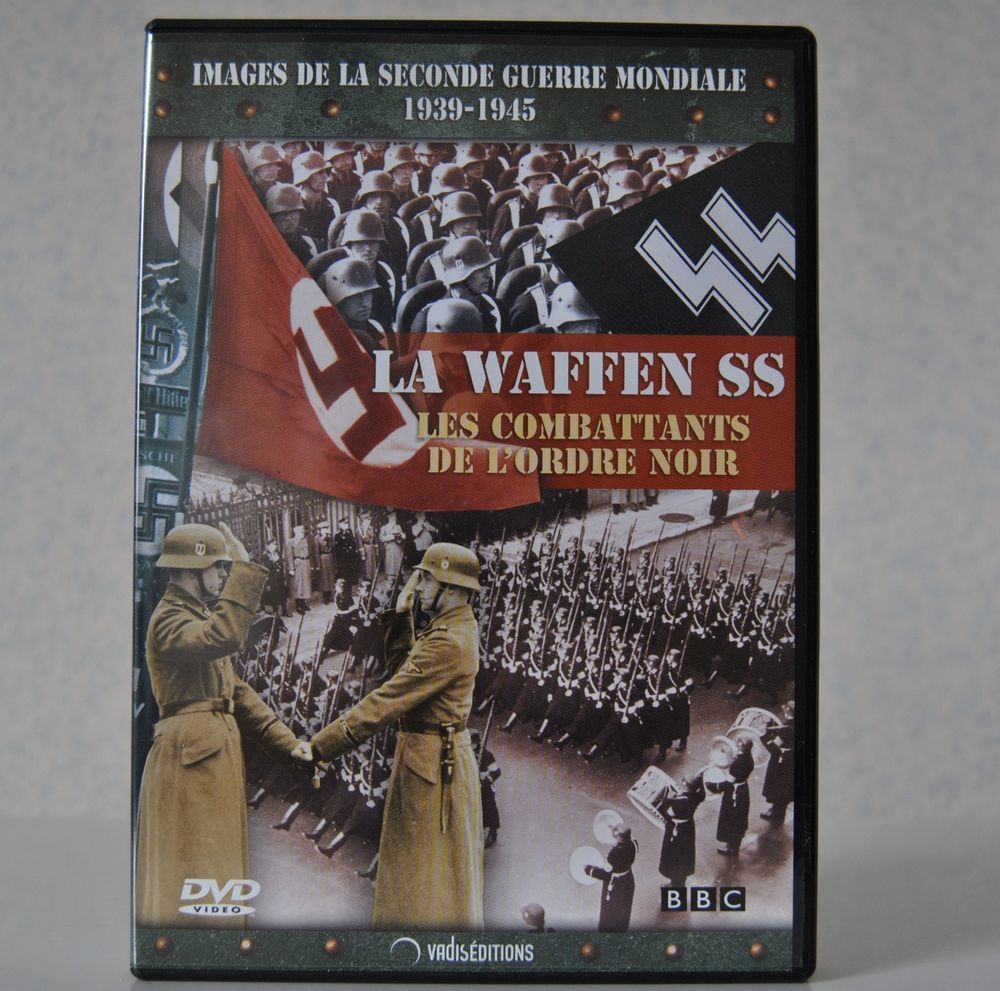 IMAGES DE LA SECONDE GUERRE MONDIALE
1939-1945
LA WAFFEN SS
LES COMBATTANTS
DE L'ORDRE NOIR
DVD
VIDEO
BBC
VADISÉDITIONS